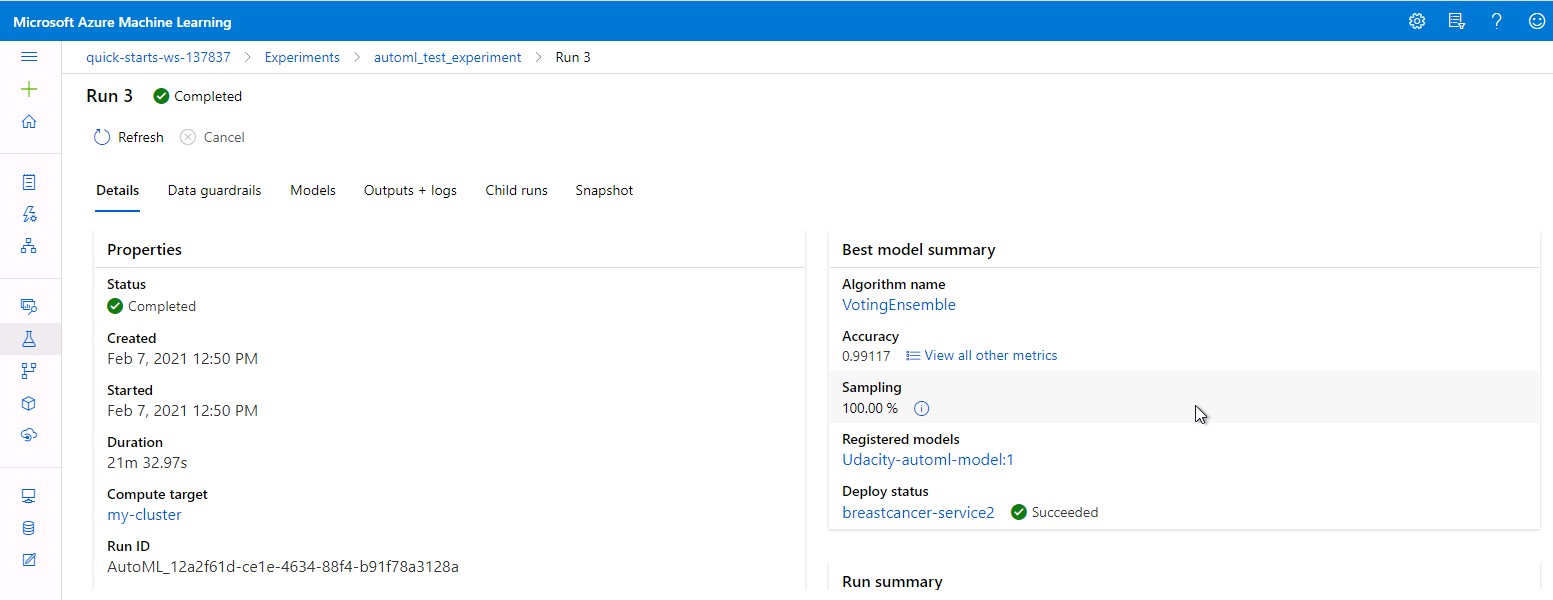 Microsoft Azure Machine Learning
quick-starts-ws-137837 > Experiments > automl_test_experiment > Run 3
Run 3 Completed
Refresh Cancel
Details Data guardrails Models Outputs + logs Child runs Snapshot
Properties
Status
Completed
Created
Feb 7, 2021 12:50 PM
Started
Feb 7, 2021 12:50 PM
Duration
21m 32.97s
Compute target
my-cluster
Run ID
AutoML_12a2f61d-ce1e-4634-88f4-b91f78a3128a
Best model summary
Algorithm name
VotingEnsemble
Accuracy
0.99117 View all other metrics
Sampling
100.00 %
Registered models
Udacity-automl-model:1
Deploy status
breastcancer-service2 Succeeded
Run summary